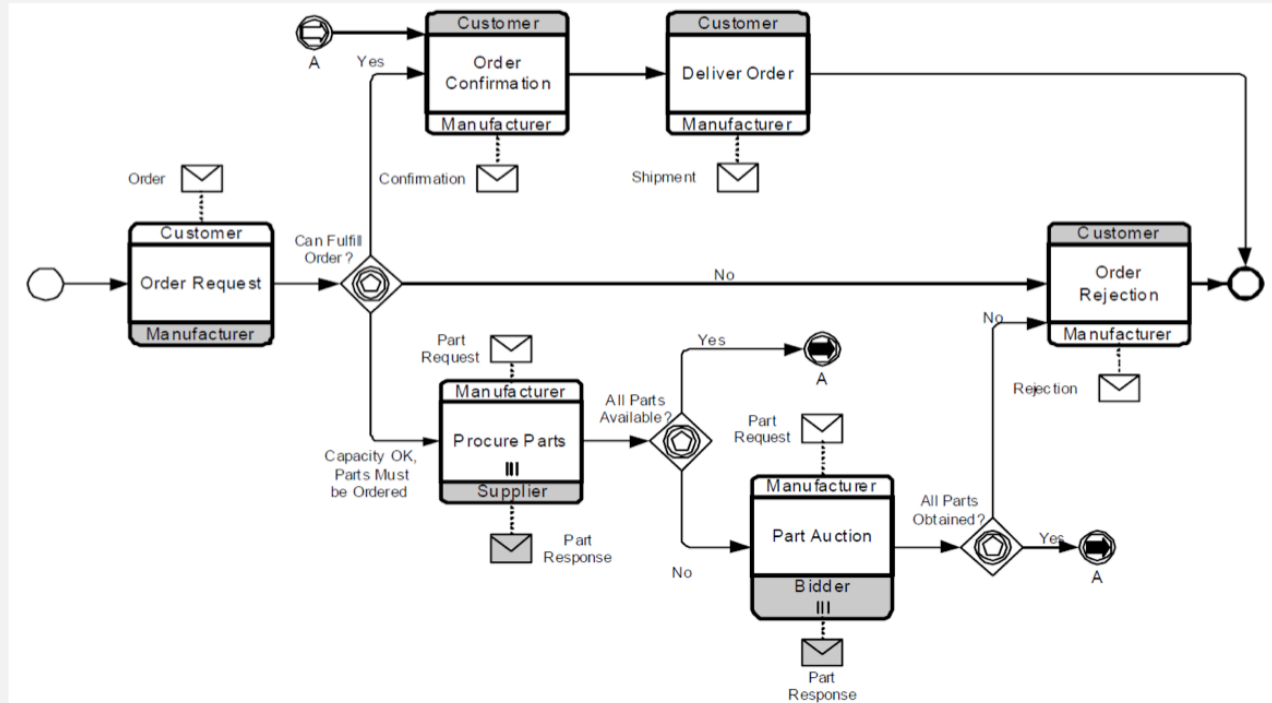 Customer
Order
Confirmation
Manufacturer
Customer
Deliver Order
Manufacturer
A
Yes
Confirmation
Shipment
Order
Customer
Order Request
Manufacturer
Can Fulfill
Order?
No
Customer
Order
Rejection
Manufacturer
Rejection
Capacity OK,
Parts Must
be Ordered
Part
Request
Manufacturer
Procure Parts
Supplier
Part
Response
All Parts
Available?
Yes
A
No
Part
Request
Manufacturer
Part Auction
Bidder
Part
Response
All Parts
Obtained?
No
Yes
A